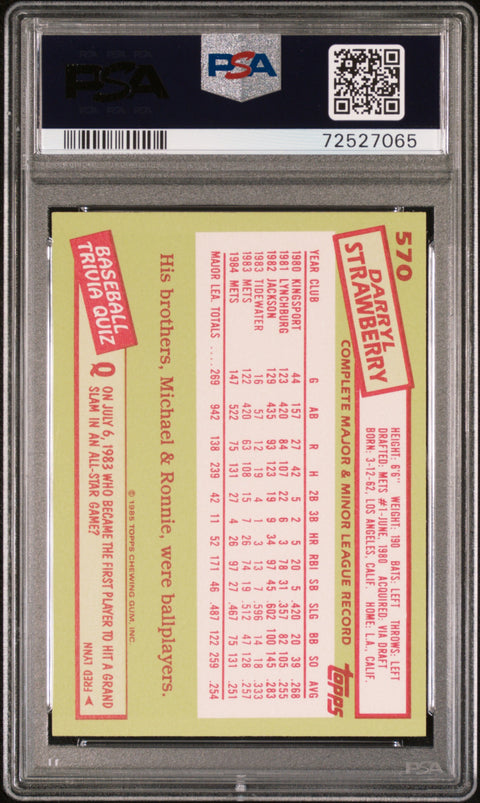 PSA
PSA
72527065
570
DARRYL
STRAWBERRY
HEIGHT: 6'6" WEIGHT: 190 BATS: LEFT THROWS: LEFT
DRAFTED: METS #1-JUNE, 1980 ACQUIRED: VIA DRAFT
BORN: 3-12-62, LOS ANGELES, CALIF. HOME: L.A., CALIF.
COMPLETE MAJOR & MINOR LEAGUE RECORD
topps
YEAR CLUB G AB R H 2B 3B HR RBI SB SLG BB SO AVG
1980 KINGSPORT 44 157 27 42 5 2 5 20 5 .420 20 39 .268
1981 LYNCHBURG 123 420 84 107 22 78 31 .357 82 105 .255
1982 JACKSON 129 435 93 123 19 9 34 97 45 .602 100 145 .283
1983 TIDEWATER 16 57 12 19 4 1 3 13 7 .596 14 18 .333
1983 METS 122 420 63 108 15 7 26 74 19 .512 47 128 .257
1984 METS 147 522 75 131 27 4 26 97 27 .467 75 131 .251
MAJOR LEA. TOTALS .... 269 942 138 239 42 11 52 171 46 .487 122 259 .254
His brothers, Michael & Ronnie, were ballplayers.
© 1985 TOPPS CHEWING GUM, INC.
BASEBALL
TRIVIA QUIZ
Q ON JULY 6, 1983 WHO BECAME THE FIRST PLAYER TO HIT A GRAND
SLAM IN AN ALL-STAR GAME?
FRED
LYNN
PSA